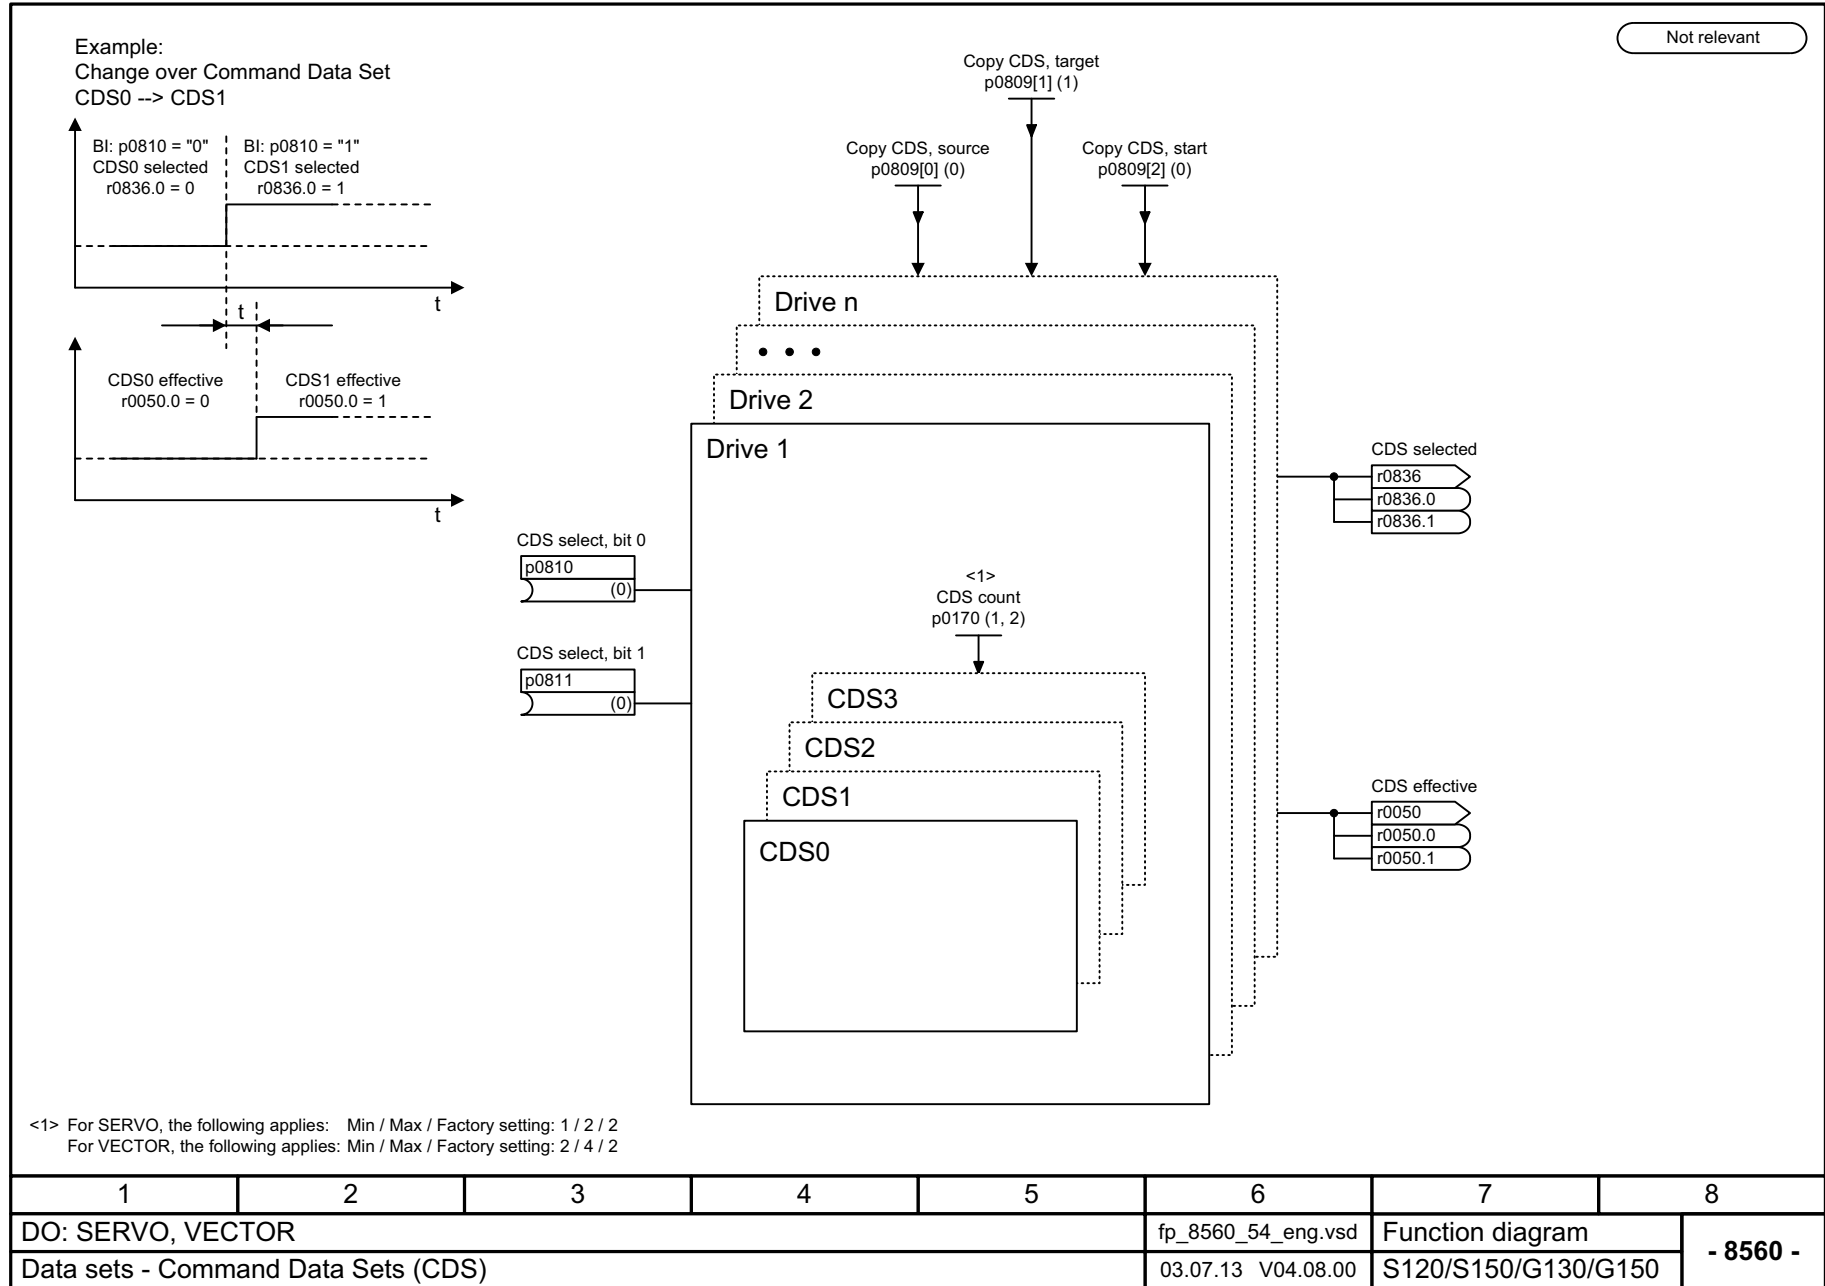 Example:
Change over Command Data Set
CDS0 --> CDS1
BI: p0810 = "0"
CDS0 selected
r0836.0 = 0
BI: p0810 = "1"
CDS1 selected
r0836.0 = 1
t
t
CDS0 effective
r0050.0 = 0
CDS1 effective
r0050.0 = 1
t
Not relevant
Copy CDS, target
p0809[1] (1)
Copy CDS, source
p0809[0] (0)
Copy CDS, start
p0809[2] (0)
Drive n
• • •
Drive 2
Drive 1
CDS select, bit 0
p0810
(0)
CDS select, bit 1
p0811
(0)
<1>
CDS count
p0170 (1, 2)
CDS3
CDS2
CDS1
CDS0
CDS selected
r0836
r0836.0
r0836.1
CDS effective
r0050
r0050.0
r0050.1
<1> For SERVO, the following applies: Min / Max / Factory setting: 1 / 2 / 2
For VECTOR, the following applies: Min / Max / Factory setting: 2 / 4 / 2
1 2 3 4 5 6 7 8
DO: SERVO, VECTOR
fp_8560_54_eng.vsd
Function diagram
- 8560 -
Data sets - Command Data Sets (CDS)
03.07.13 V04.08.00
S120/S150/G130/G150